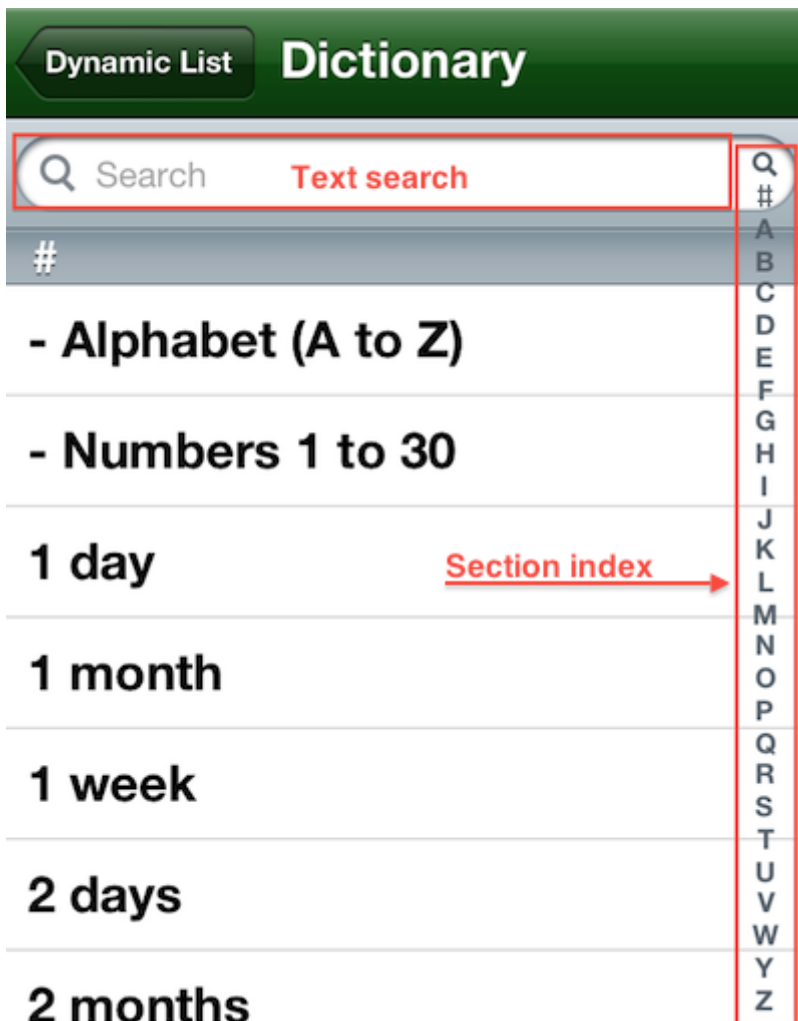 Dynamic List Dictionary
Search Text search
#
- Alphabet (A to Z)
- Numbers 1 to 30
1 day
Section index
1 month
1 week
2 days
2 months
#
A
B
C
D
E
F
G
H
I
J
K
L
M
N
O
P
Q
R
S
T
U
V
W
Y
Z